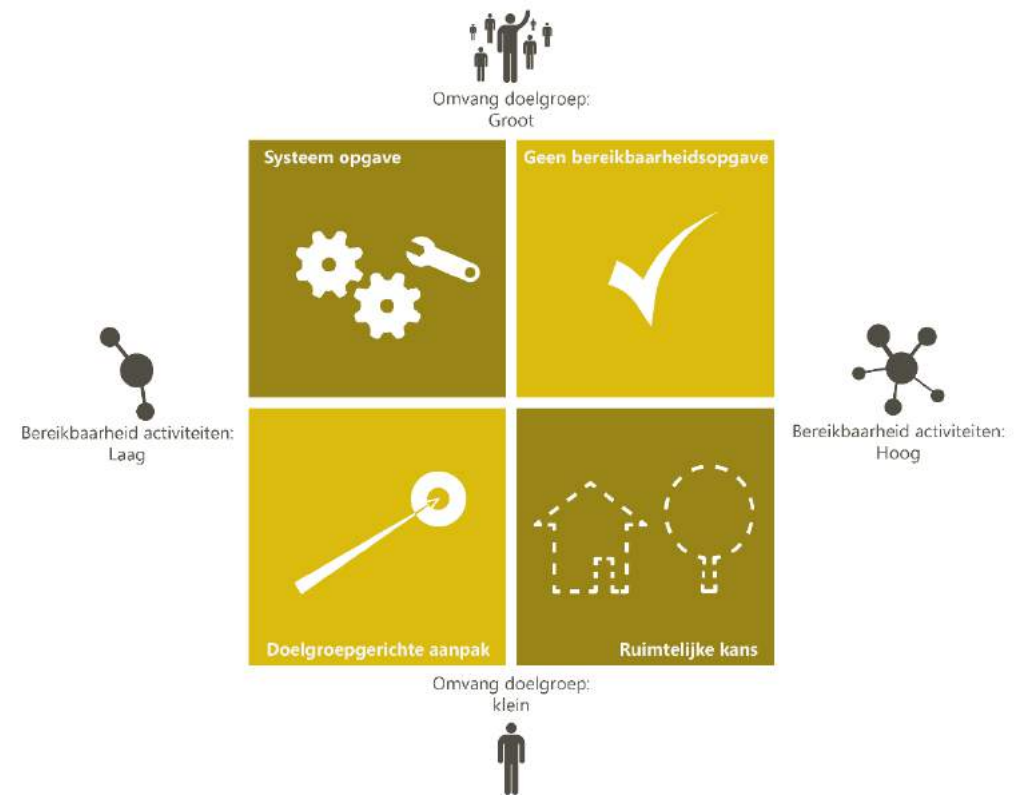 Omvang doelgroep:
Groot
Systeem opgave
Geen bereikbaarheidsopgave
Bereikbaarheid activiteiten:
Laag
Bereikbaarheid activiteiten:
Hoog
Doelgroepgerichte aanpak
Ruimtelijke kans
Omvang doelgroep:
klein